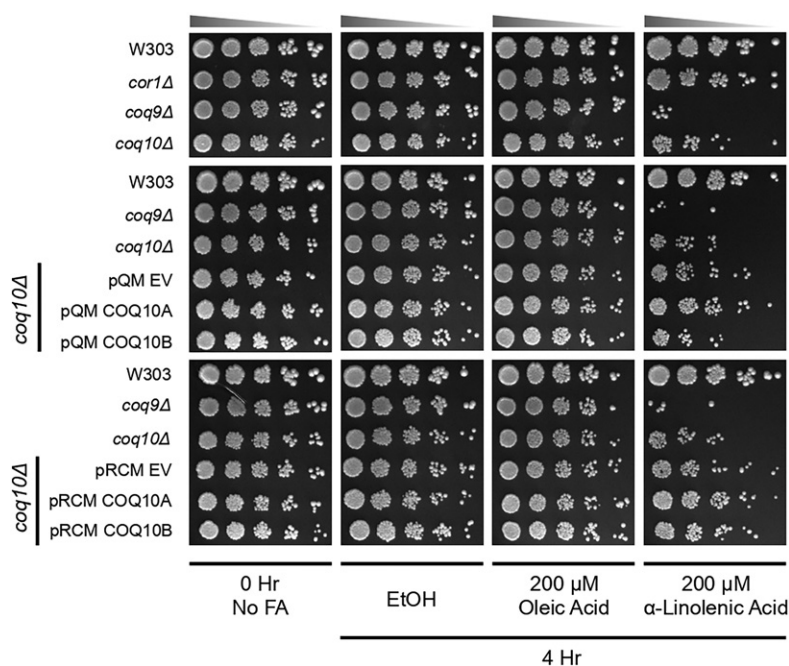 W303
cor1Δ
coq9Δ
coq10Δ
W303
coq9Δ
coq10Δ
coq10Δ
pQM EV
pQM COQ10A
pQM COQ10B
W303
coq9Δ
coq10Δ
coq10Δ
pRCM EV
pRCM COQ10A
pRCM COQ10B
0 Hr
No FA
EtOH
200 µM
Oleic Acid
200 µM
α-Linolenic Acid
4 Hr